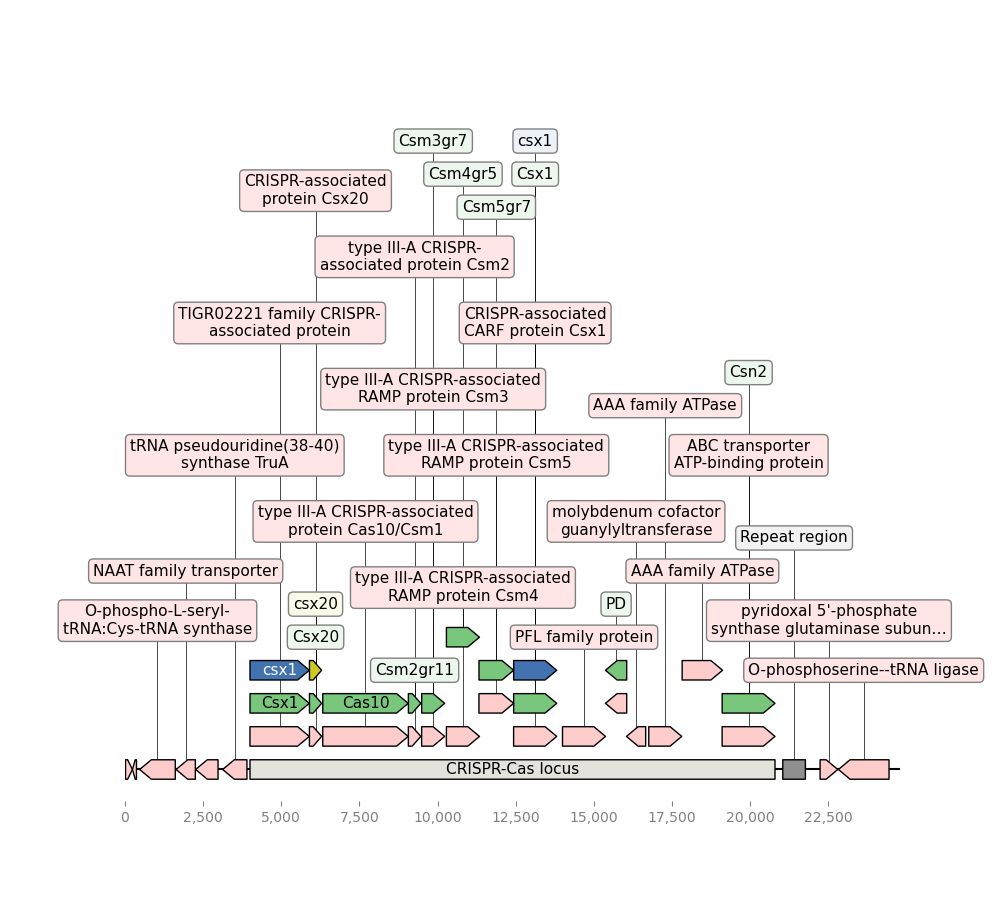 Csm3gr7
csx1
Csm4gr5
Csx1
CRISPR-associated
protein Csx20
Csm5gr7
type III-A CRISPR-
associated protein Csm2
TIGR02221 family CRISPR-
associated protein
CRISPR-associated
CARF protein Csx1
type III-A CRISPR-associated
RAMP protein Csm3
Csn2
AAA family ATPase
tRNA pseudouridine(38-40)
synthase TruA
type III-A CRISPR-associated
RAMP protein Csm5
ABC transporter
ATP-binding protein
type III-A CRISPR-associated
protein Cas10/Csm1
molybdenum cofactor
guanylyltransferase
Repeat region
NAAT family transporter
AAA family ATPase
type III-A CRISPR-associated
RAMP protein Csm4
csx20
PD
O-phospho-L-seryl-
tRNA:Cys-tRNA synthase
pyridoxal 5'-phosphate
synthase glutaminase subun...
Csx20
PFL family protein
csx1
Csm2gr11
O-phosphoserine--tRNA ligase
Csx1
Cas10
CRISPR-Cas locus
0
2,500
5,000
7,500
10,000
12,500
15,000
17,500
20,000
22,500